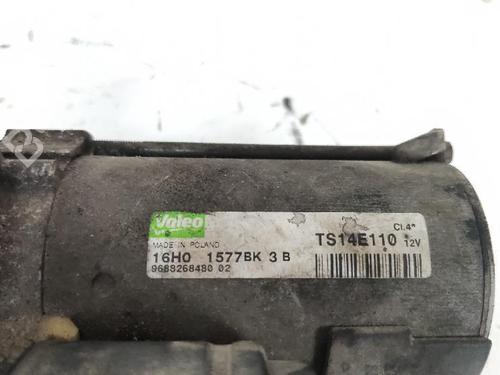 Valeo
MADE IN POLAND
16H0 1577BK 3 B
9688268480 02
Cl.4*
TS14E110 12V